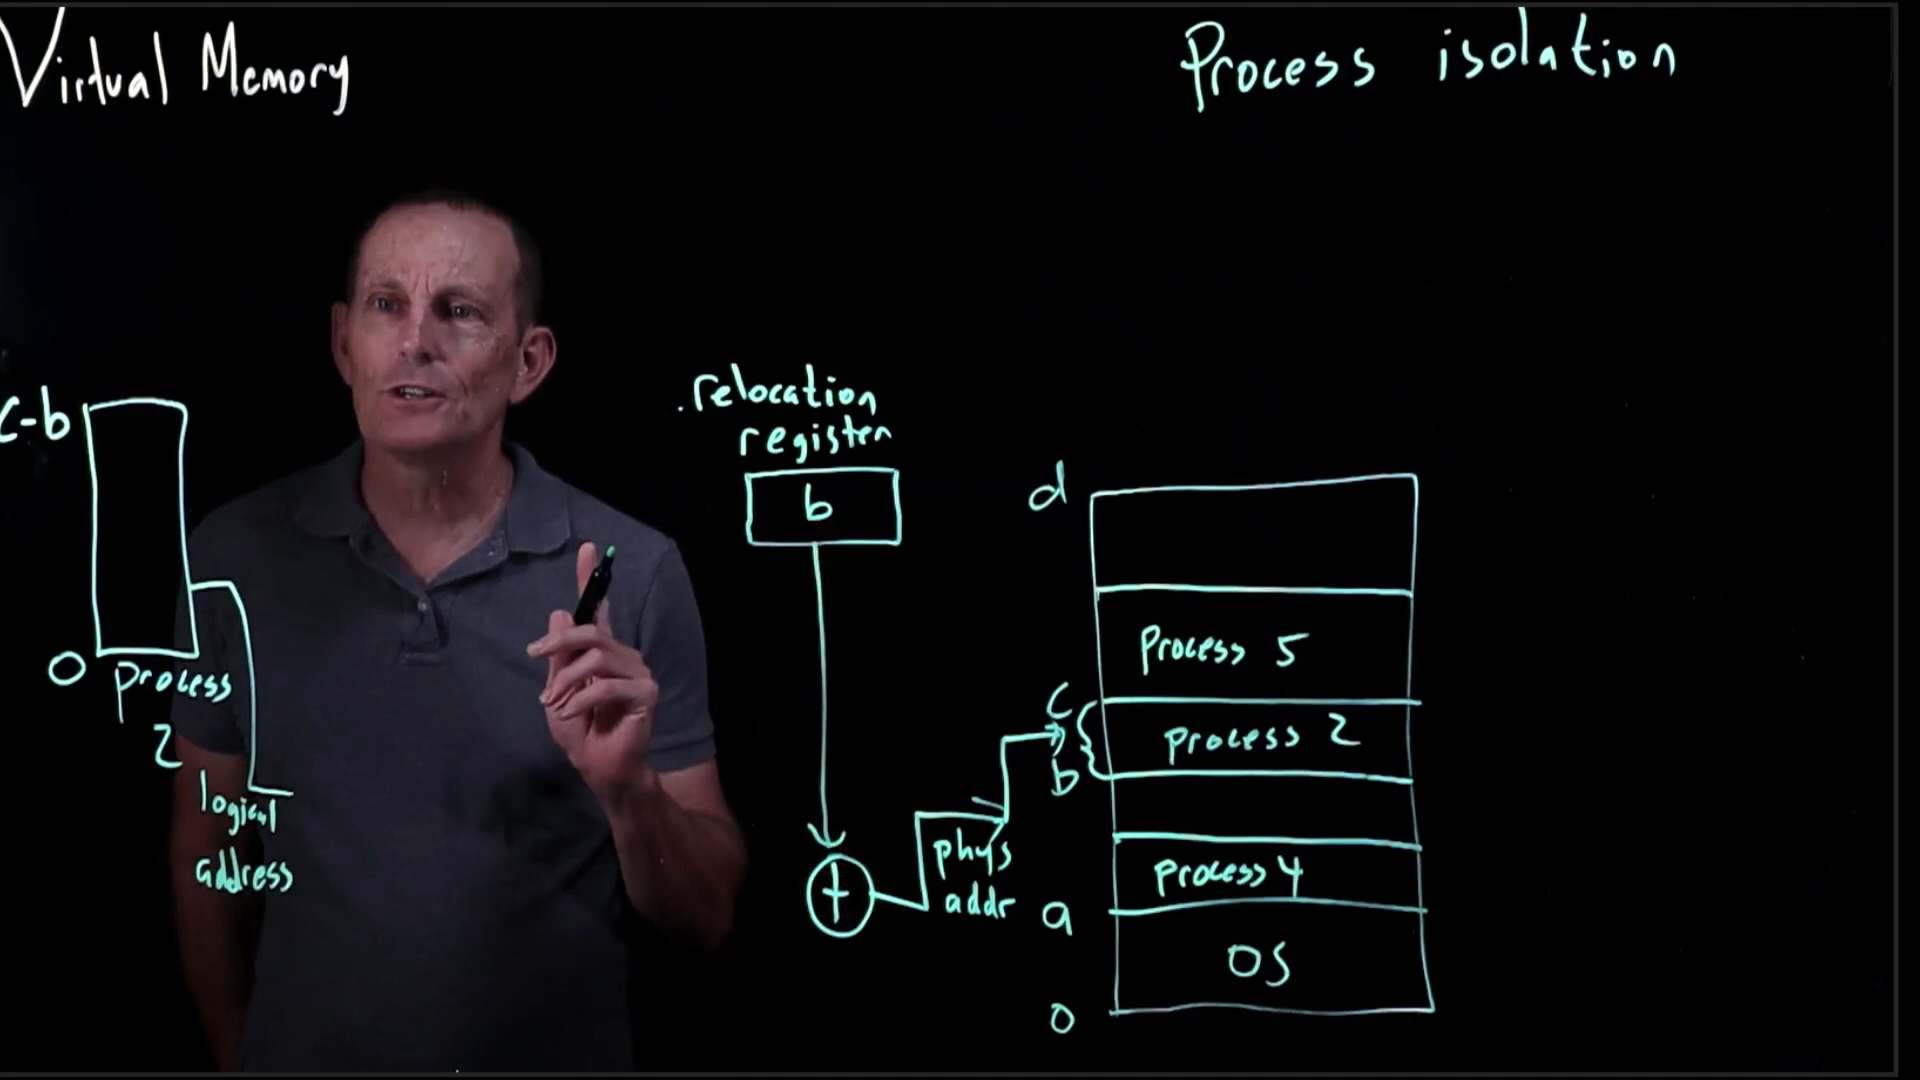 Virtual Memory
Process isolation
c-b
0
process
2
logical
address
relocation
register
b
+
phys
addr
d
c
b
a
0
Process 5
process 2
process 4
OS